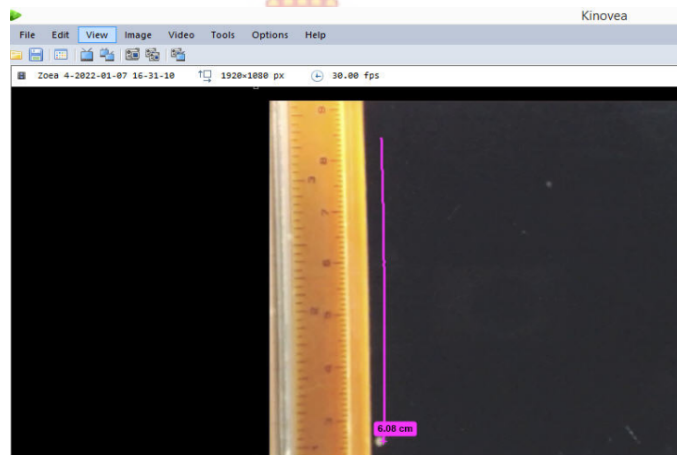 Kinovea
File Edit View Image Video Tools Options Help
Zoea 4-2022-01-07 16-31-10 1920×1080 px 30.00 fps
6.08 cm